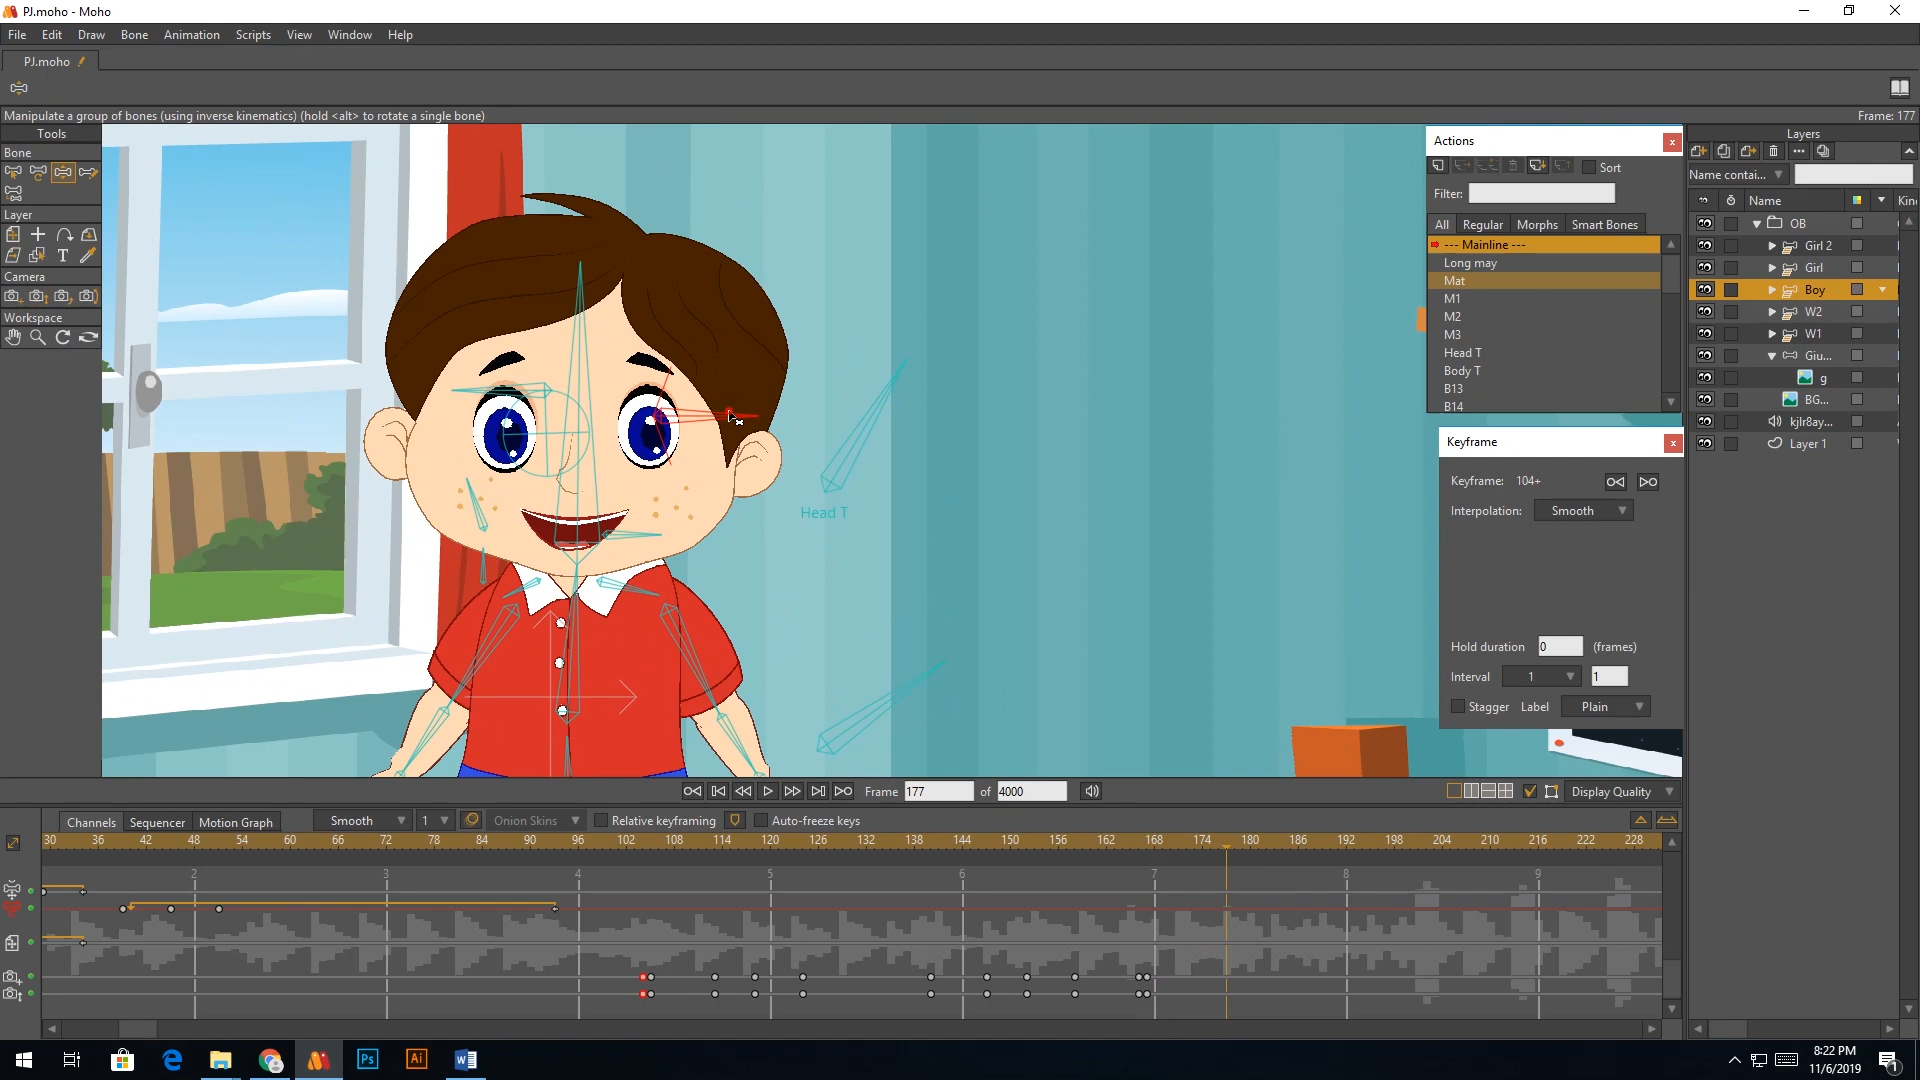 PJ.moho - Moho
File Edit Draw Bone Animation Scripts View Window Help
PJ.moho
Manipulate a group of bones (using inverse kinematics) (hold <alt> to rotate a single bone)
Frame: 177
Tools
Bone
Layer
Camera
Workspace
Head T
Actions
Sort
Filter:
All Regular Morphs Smart Bones
--- Mainline ---
Long may
Mat
M1
M2
M3
Head T
Body T
B13
B14
Keyframe
Keyframe: 104+
Interpolation: Smooth
Hold duration 0 (frames)
Interval 1 1
Stagger Label Plain
Layers
Name contai...
Name Kind
OB
Girl 2
Girl
Boy
W2
W1
Giu...
g
BG...
kjlr8ay...
Layer 1
Frame 177 of 4000 Display Quality
Channels Sequencer Motion Graph Smooth 1 Onion Skins Relative keyframing Auto-freeze keys
30 36 42 48 54 60 66 72 78 84 90 96 102 108 114 120 126 132 138 144 150 156 162 168 174 180 186 192 198 204 210 216 222 228
2 3 4 5 6 7 8 9
Ps Ai W
8:22 PM
11/6/2019
1